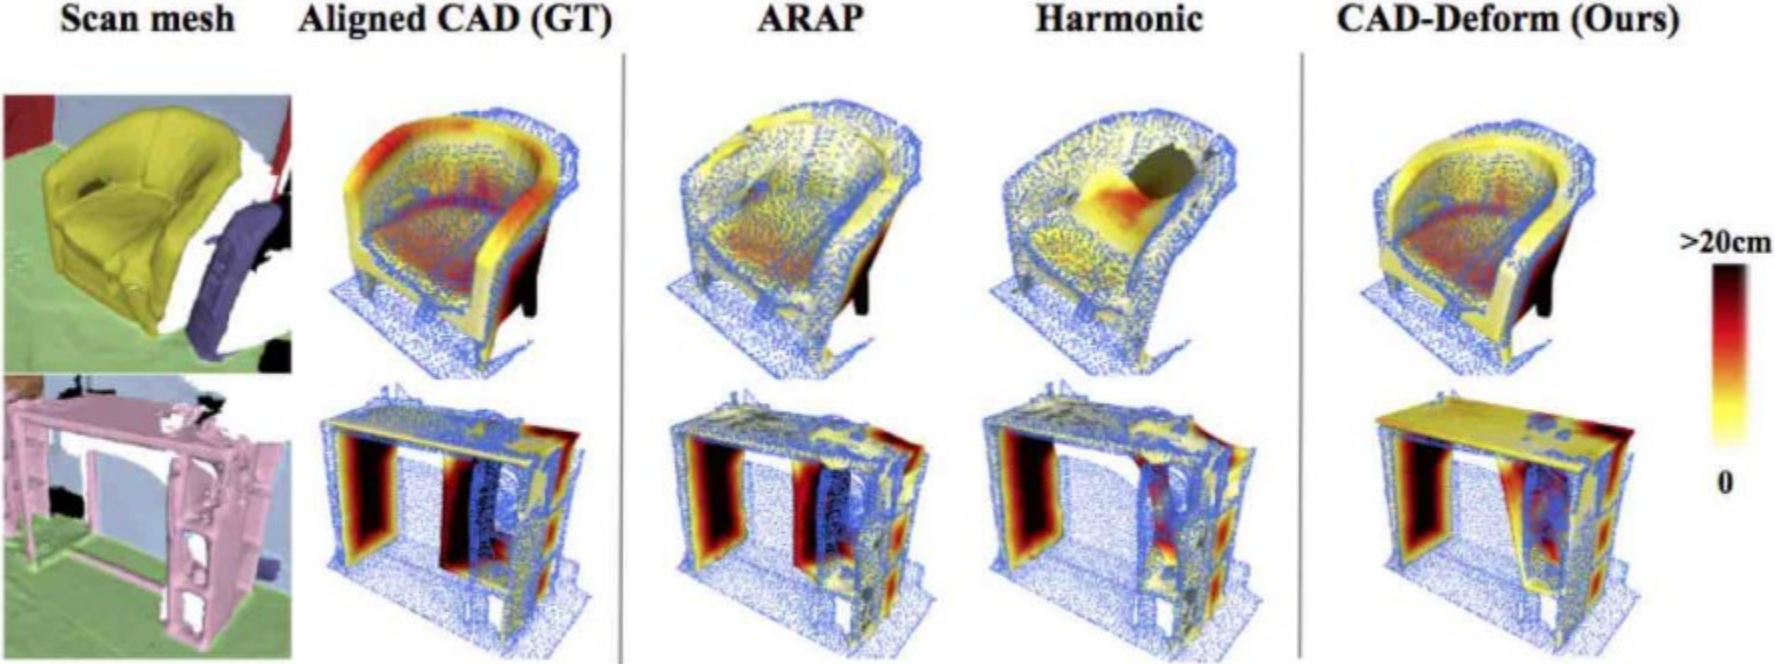 Scan mesh
Aligned CAD (GT)
ARAP
Harmonic
CAD-Deform (Ours)
>20cm
0